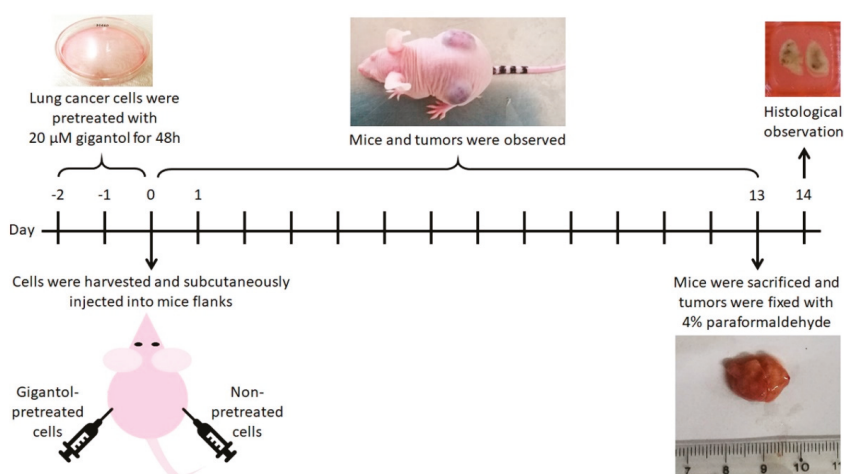 Lung cancer cells were
pretreated with
20 µM gigantol for 48h
Mice and tumors were observed
Histological
observation
-2 -1 0 1 13 14
Day
Cells were harvested and subcutaneously
injected into mice flanks
Gigantol-
pretreated
cells
Non-
pretreated
cells
Mice were sacrificed and
tumors were fixed with
4% paraformaldehyde
7 8 9 10